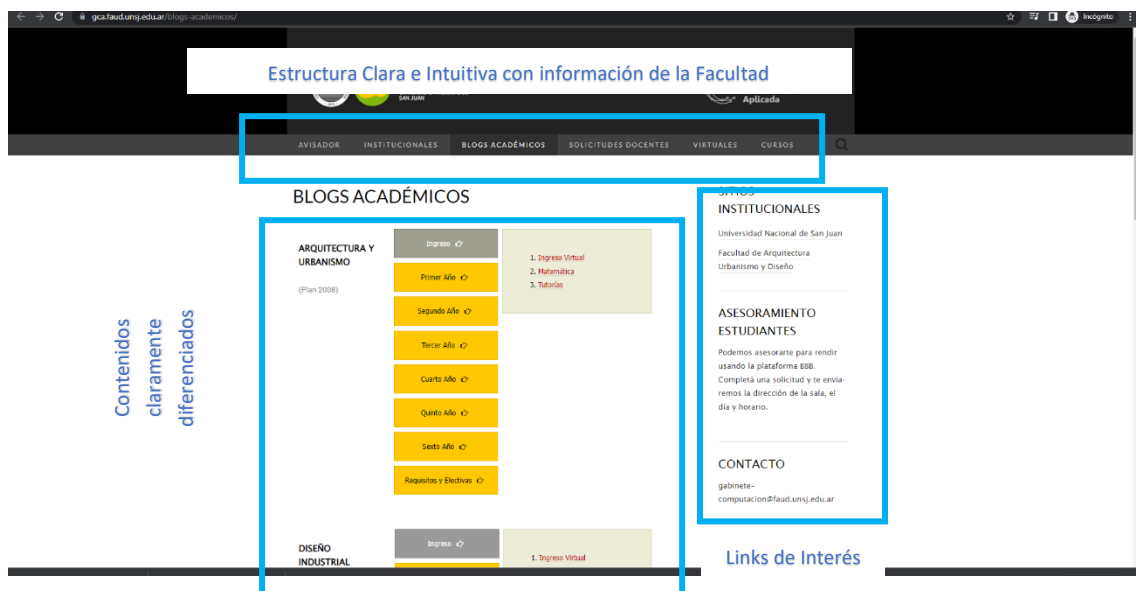 gca.faud.unsj.edu.ar/blogs-academicos/
Incógnito
Estructura Clara e Intuitiva con información de la Facultad
SAN JUAN
Aplicada
AVISADOR INSTITUCIONALES BLOGS ACADÉMICOS SOLICITUDES DOCENTES VIRTUALES CURSOS
BLOGS ACADÉMICOS
ARQUITECTURA Y
URBANISMO
(Plan 2008)
Ingreso
Primer Año
Segundo Año
Tercer Año
Cuarto Año
Quinto Año
Sexto Año
Requisitos y Electivas
1. Ingreso Virtual
2. Matemática
3. Tutorías
DISEÑO
INDUSTRIAL
Ingreso
1. Ingreso Virtual
SITIOS
INSTITUCIONALES
Universidad Nacional de San Juan
Facultad de Arquitectura
Urbanismo y Diseño
ASESORAMIENTO
ESTUDIANTES
Podemos asesorarte para rendir
usando la plataforma BBB.
Completá una solicitud y te envia-
remos la dirección de la sala, el
día y horario.
CONTACTO
gabinete-
computacion@faud.unsj.edu.ar
Contenidos
claramente
diferenciados
Links de Interés